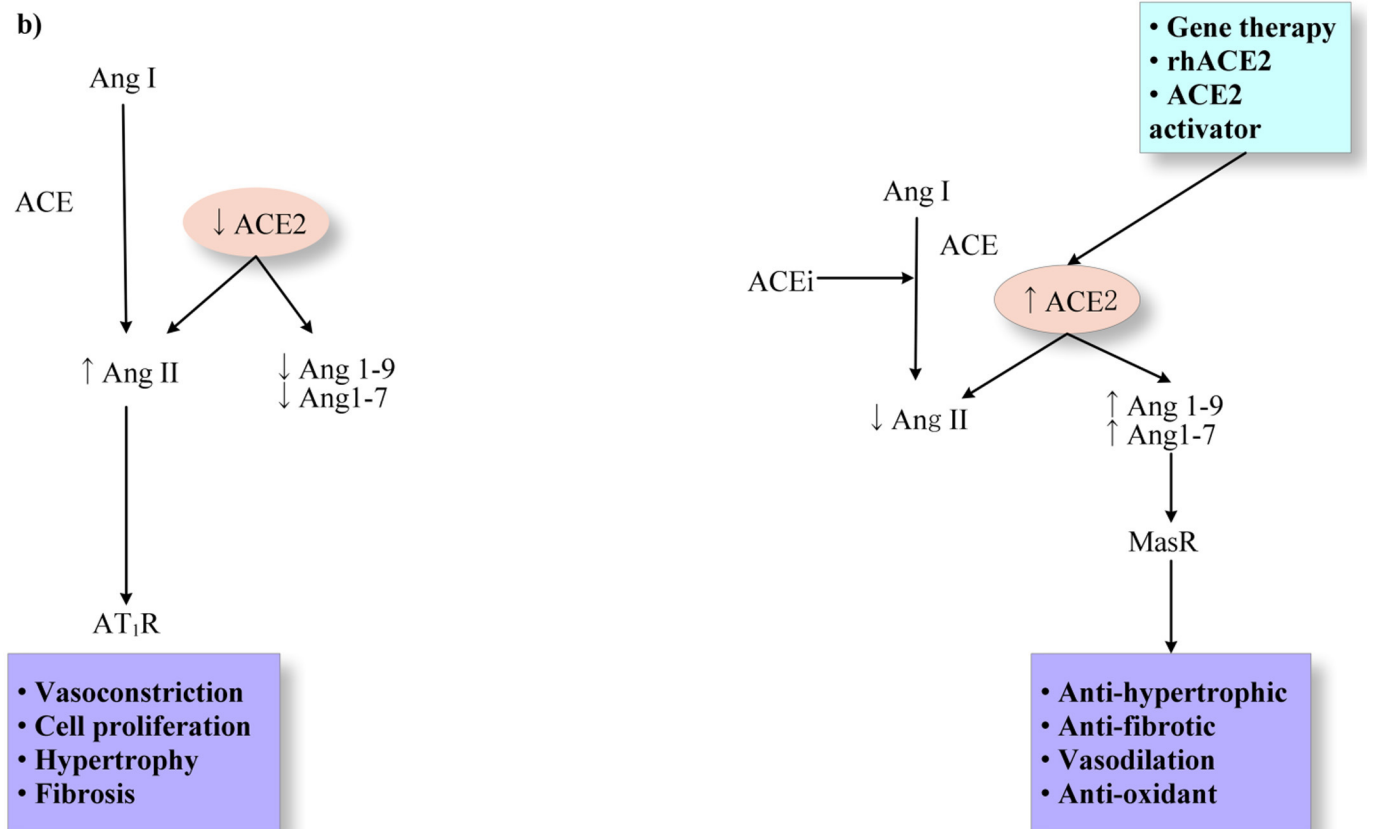 b)
Ang I
ACE
↓ ACE2
↑ Ang II
↓ Ang 1-9
↓ Ang1-7
AT₁R
• Vasoconstriction
• Cell proliferation
• Hypertrophy
• Fibrosis
• Gene therapy
• rhACE2
• ACE2
activator
Ang I
ACE
ACEi
↑ ACE2
↓ Ang II
↑ Ang 1-9
↑ Ang1-7
MasR
• Anti-hypertrophic
• Anti-fibrotic
• Vasodilation
• Anti-oxidant